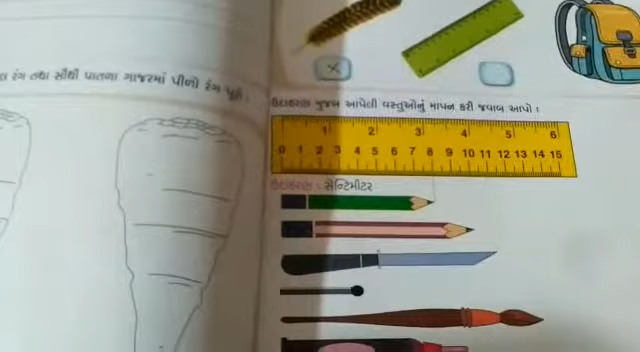 રંગ તથા સૌથી પાતળા ગાજરમાં પીળો રંગ પૂરો.
ઉદાહરણ મુજબ આપેલી વસ્તુઓનું માપન કરી જવાબ આપો :
1 2 3 4 5 6
0 1 2 3 4 5 6 7 8 9 10 11 12 13 14 15
ઉદાહરણ : સેન્ટિમીટર